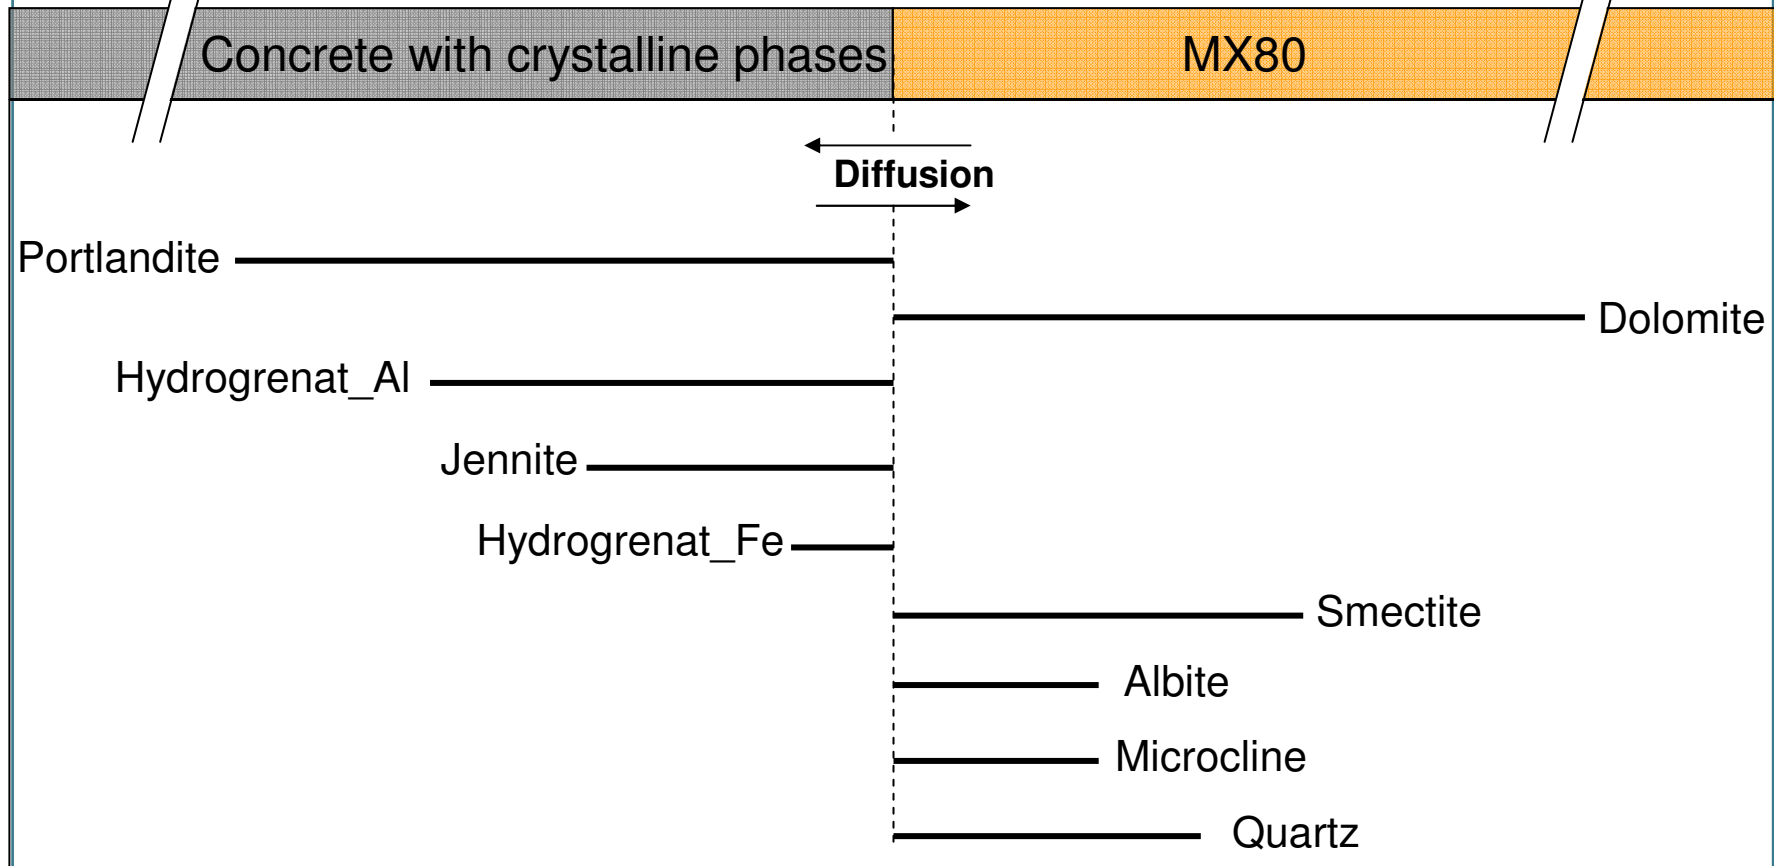 Concrete with crystalline phases
MX80
Diffusion
Portlandite
Dolomite
Hydrogrenat_Al
Jennite
Hydrogrenat_Fe
Smectite
Albite
Microcline
Quartz